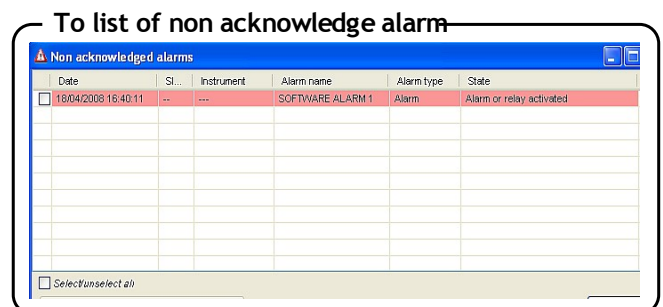 To list of non acknowledge alarm
Non acknowledged alarms
Date Sl... Instrument Alarm name Alarm type State
18/04/2008 16:40:11 -- --- SOFTWARE ALARM 1 Alarm Alarm or relay activated
Select/unselect all